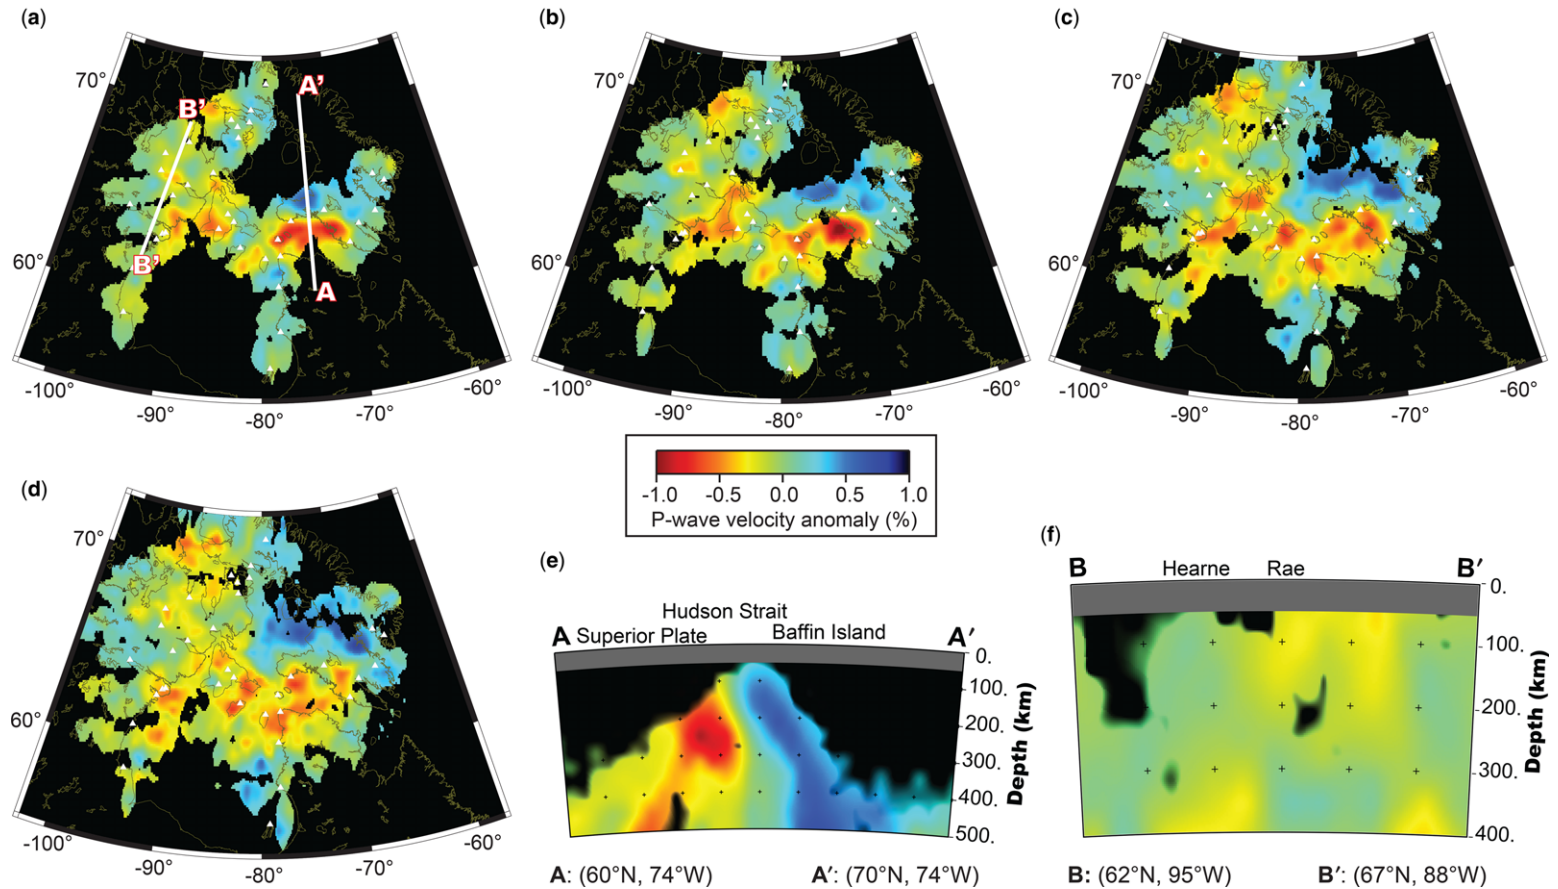 (a)
(b)
(c)
70°
70°
70°
A'
B'
60°
60°
60°
B'
A
-100°
-90°
-80°
-70°
-60°
-100°
-90°
-80°
-70°
-60°
-100°
-90°
-80°
-70°
-60°
-1.0 -0.5 0.0 0.5 1.0
P-wave velocity anomaly (%)
(d)
70°
60°
-100°
-90°
-80°
-70°
-60°
(e)
Hudson Strait
A Superior Plate Baffin Island A'
0.
-100.
-200.
-300.
-400.
-500.
Depth (km)
A: (60°N, 74°W) A': (70°N, 74°W)
(f)
B Hearne Rae B'
0.
-100.
-200.
-300.
400.
Depth (km)
B: (62°N, 95°W) B': (67°N, 88°W)